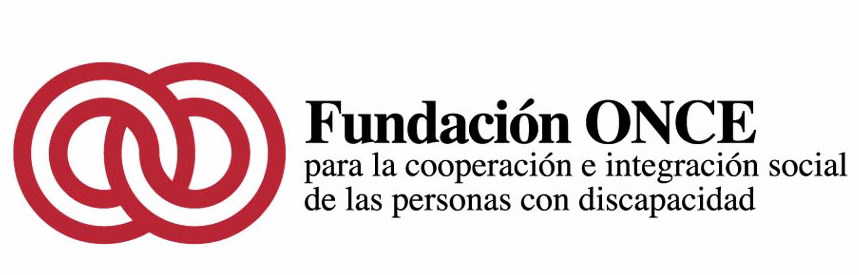 Fundación ONCE
para la cooperación e integración social
de las personas con discapacidad